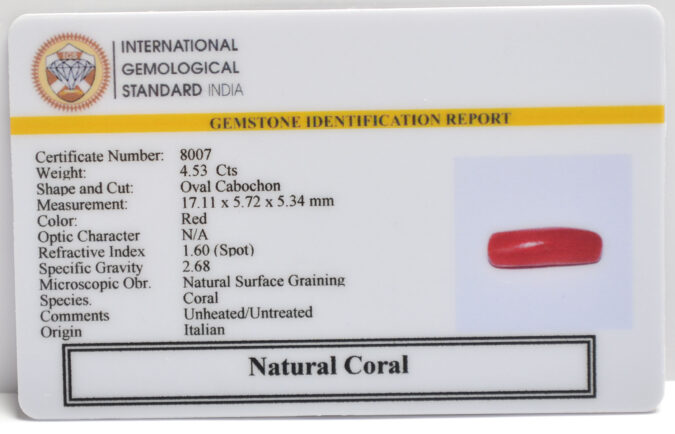 IGS
INTERNATIONAL
GEMOLOGICAL
STANDARD INDIA
GEMSTONE IDENTIFICATION REPORT
Certificate Number: 8007
Weight: 4.53 Cts
Shape and Cut: Oval Cabochon
Measurement: 17.11 x 5.72 x 5.34 mm
Color: Red
Optic Character N/A
Refractive Index 1.60 (Spot)
Specific Gravity 2.68
Microscopic Obr. Natural Surface Graining
Species. Coral
Comments Unheated/Untreated
Origin Italian
Natural Coral